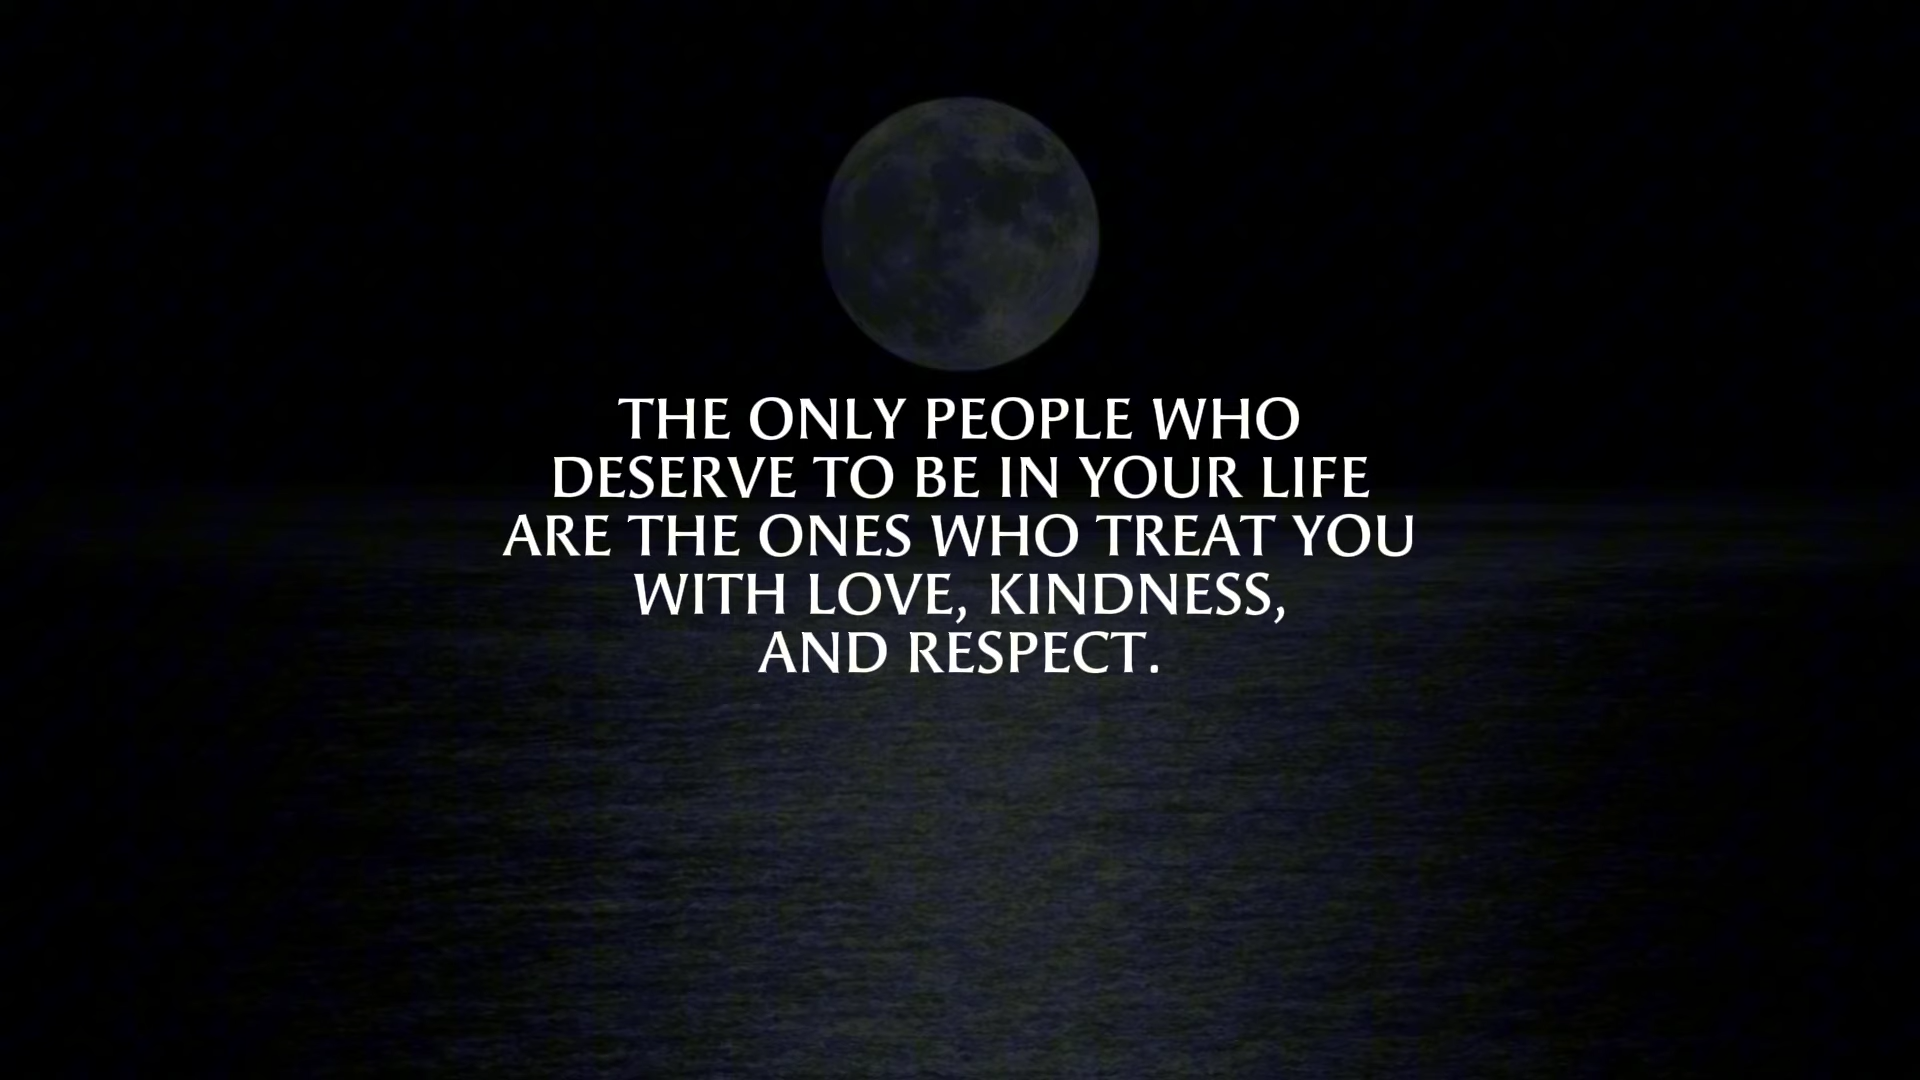 THE ONLY PEOPLE WHO
DESERVE TO BE IN YOUR LIFE
ARE THE ONES WHO TREAT YOU
WITH LOVE, KINDNESS,
AND RESPECT.